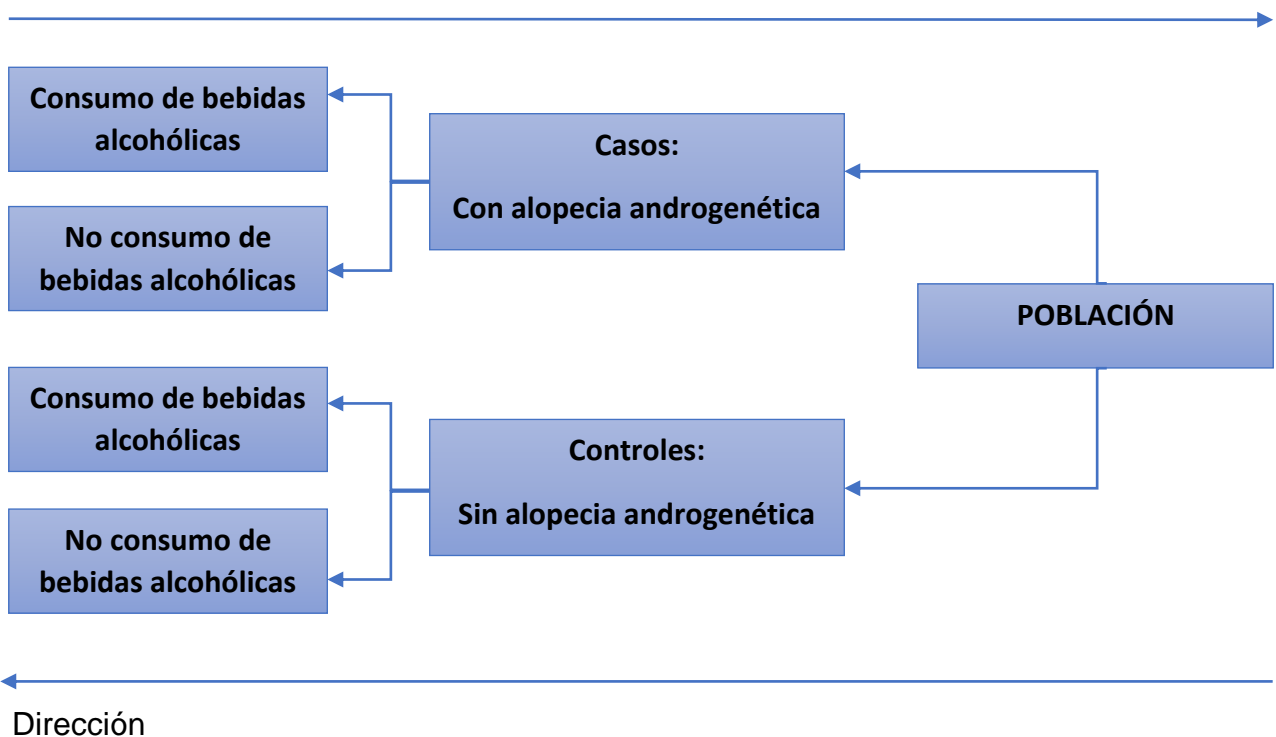 Consumo de bebidas
alcohólicas
No consumo de
bebidas alcohólicas
Casos:
Con alopecia androgenética
POBLACIÓN
Consumo de bebidas
alcohólicas
No consumo de
bebidas alcohólicas
Controles:
Sin alopecia androgenética
Dirección